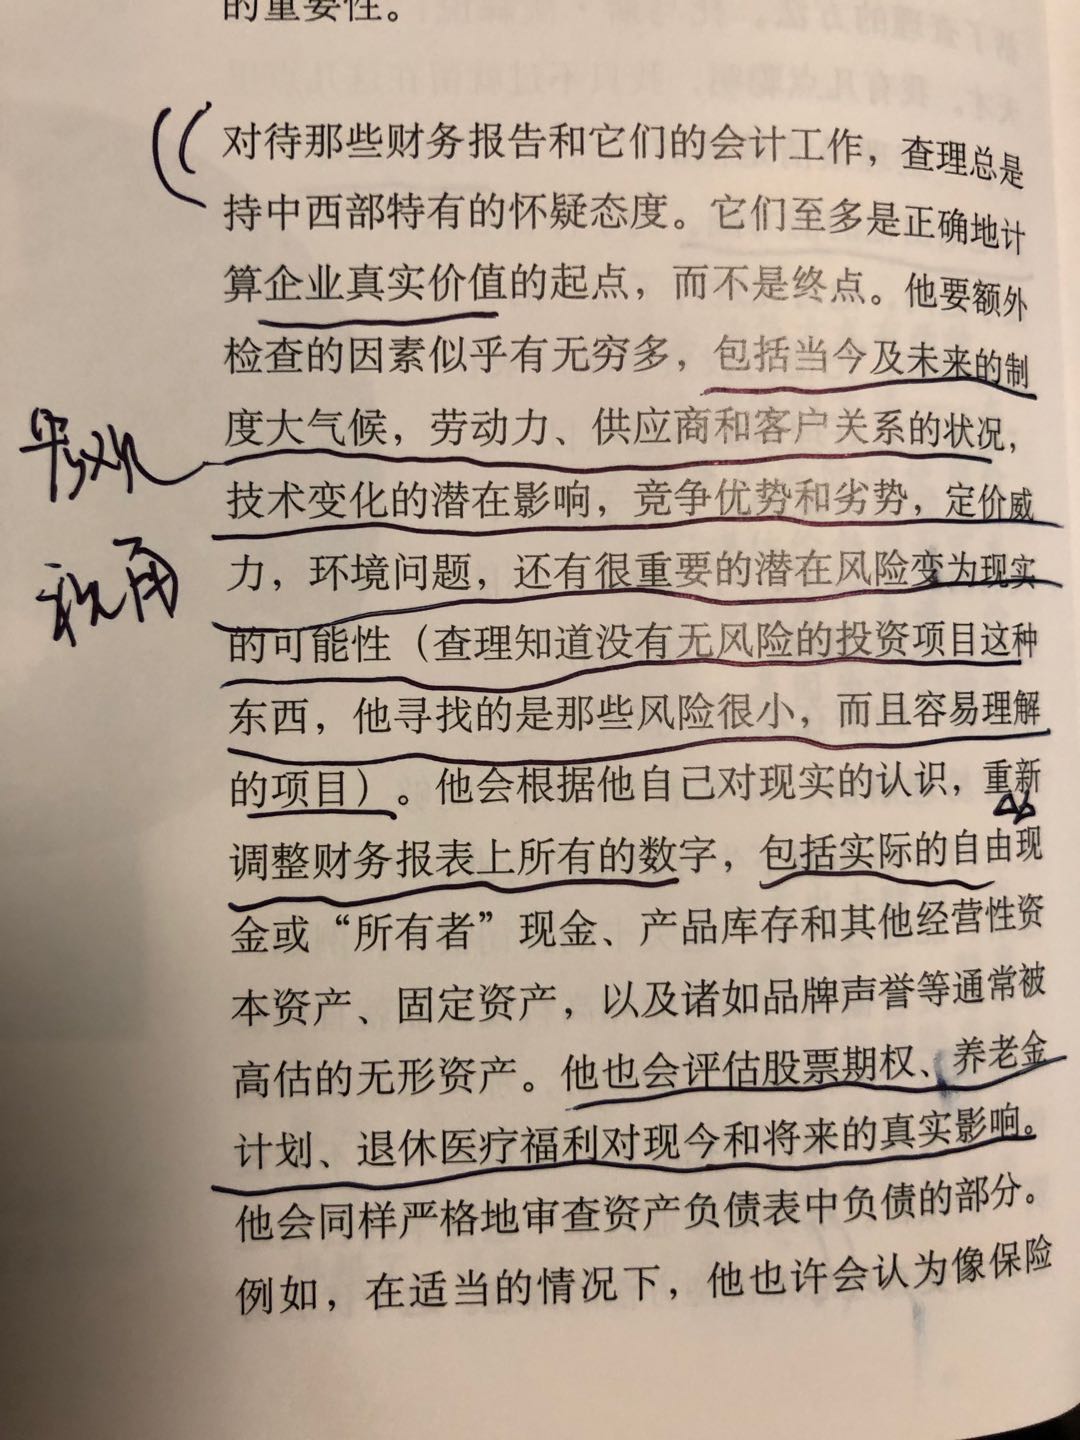 的重要性。
对待那些财务报告和它们的会计工作，查理总是
持中西部特有的怀疑态度。它们至多是正确地计
算企业真实价值的起点，而不是终点。他要额外
检查的因素似乎有无穷多，包括当今及未来的制
度大气候，劳动力、供应商和客户关系的状况，
技术变化的潜在影响，竞争优势和劣势，定价威
力，环境问题，还有很重要的潜在风险变为现实
的可能性（查理知道没有无风险的投资项目这种
东西，他寻找的是那些风险很小，而且容易理解
的项目）。他会根据他自己对现实的认识，重新
调整财务报表上所有的数字，包括实际的自由现
金或“所有者”现金、产品库存和其他经营性资
本资产、固定资产，以及诸如品牌声誉等通常被
高估的无形资产。他也会评估股票期权、养老金
计划、退休医疗福利对现今和将来的真实影响。
他会同样严格地审查资产负债表中负债的部分。
例如，在适当的情况下，他也许会认为像保险